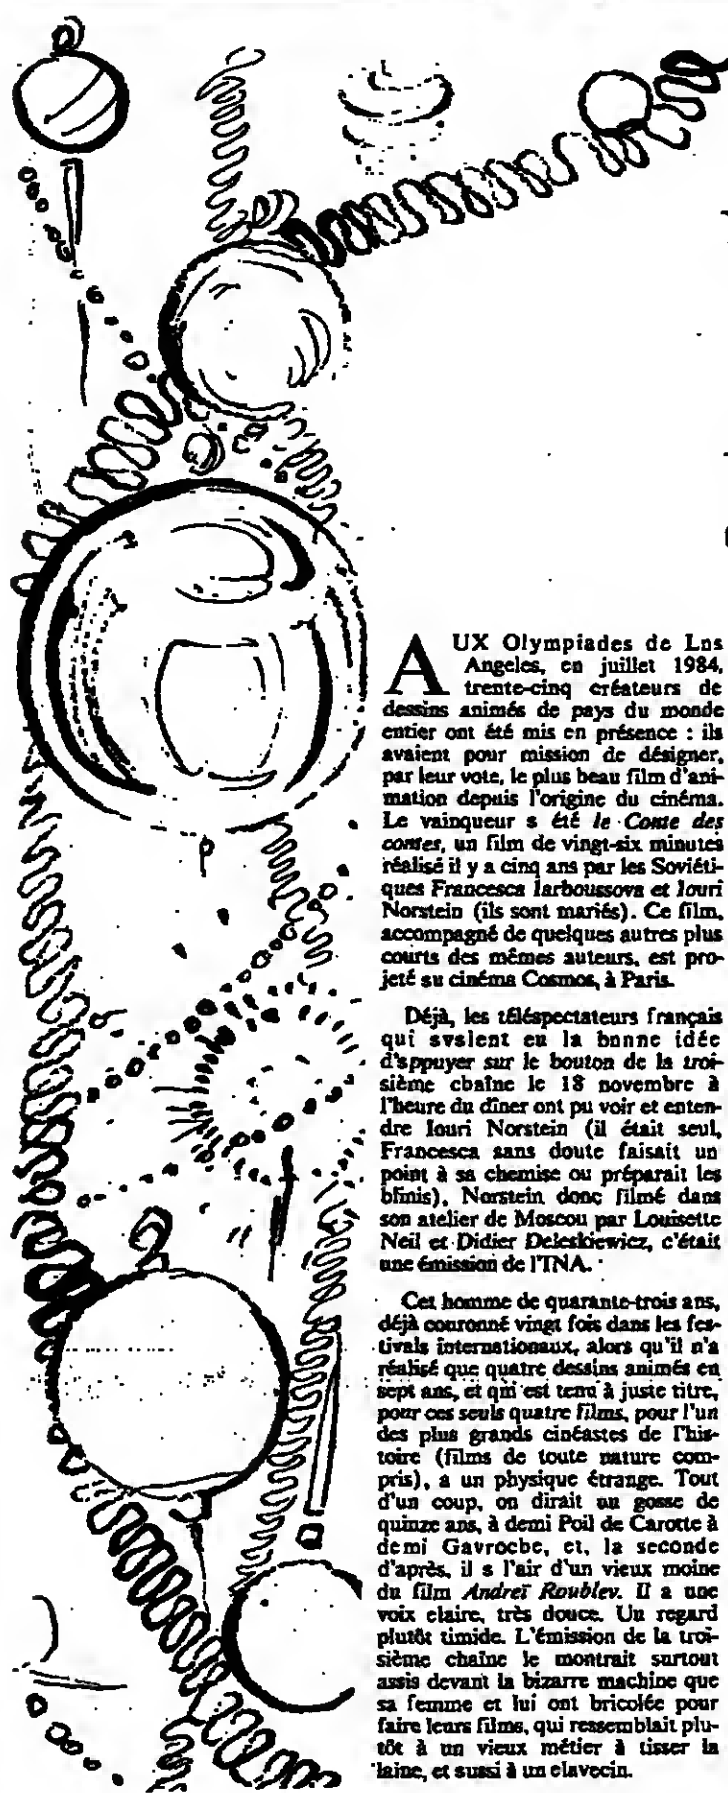 AUX Olympiades de Los
Angeles, en juillet 1984,
trente-cinq créateurs de
dessins animés de pays du monde
entier ont été mis en présence : ils
avaient pour mission de désigner,
par leur vote, le plus beau film d'ani-
mation depuis l'origine du cinéma.
Le vainqueur a été le Conte des
contes, un film de vingt-six minutes
réalisé il y a cinq ans par les Soviéti-
ques Francesca Iarboussova et Iouri
Norstein (ils sont mariés). Ce film,
accompagné de quelques autres plus
courts des mêmes auteurs, est pro-
jeté au cinéma Cosmos, à Paris.
Déjà, les téléspectateurs français
qui avaient eu la bonne idée
d'appuyer sur le bouton de la troi-
sième chaîne le 18 novembre à
l'heure du dîner ont pu voir et enten-
dre Iouri Norstein (il était seul,
Francesca sans doute faisait un
point à sa chemise ou préparait les
blinis), Norstein donc filmé dans
son atelier de Moscou par Louisette
Neil et Didier Deleskiewicz, c'était
une émission de l'INA.
Cet homme de quarante-trois ans,
déjà couronné vingt fois dans les fes-
tivals internationaux, alors qu'il n'a
réalisé que quatre dessins animés en
sept ans, et qui est tenu à juste titre,
pour ces seuls quatre films, pour l'un
des plus grands cinéastes de l'his-
toire (films de toute nature com-
pris), a un physique étrange. Tout
d'un coup, on dirait un gosse de
quinze ans, à demi Poil de Carotte à
demi Gavroche, et, la seconde
d'après, il a l'air d'un vieux moine
du film Andreï Roublev. Il a une
voix claire, très douce. Un regard
plutôt timide. L'émission de la troi-
sième chaîne le montrait surtout
assis devant la bizarre machine que
sa femme et lui ont bricolée pour
faire leurs films, qui ressemblait plu-
tôt à un vieux métier à tisser la
laine, et aussi à un clavecin.